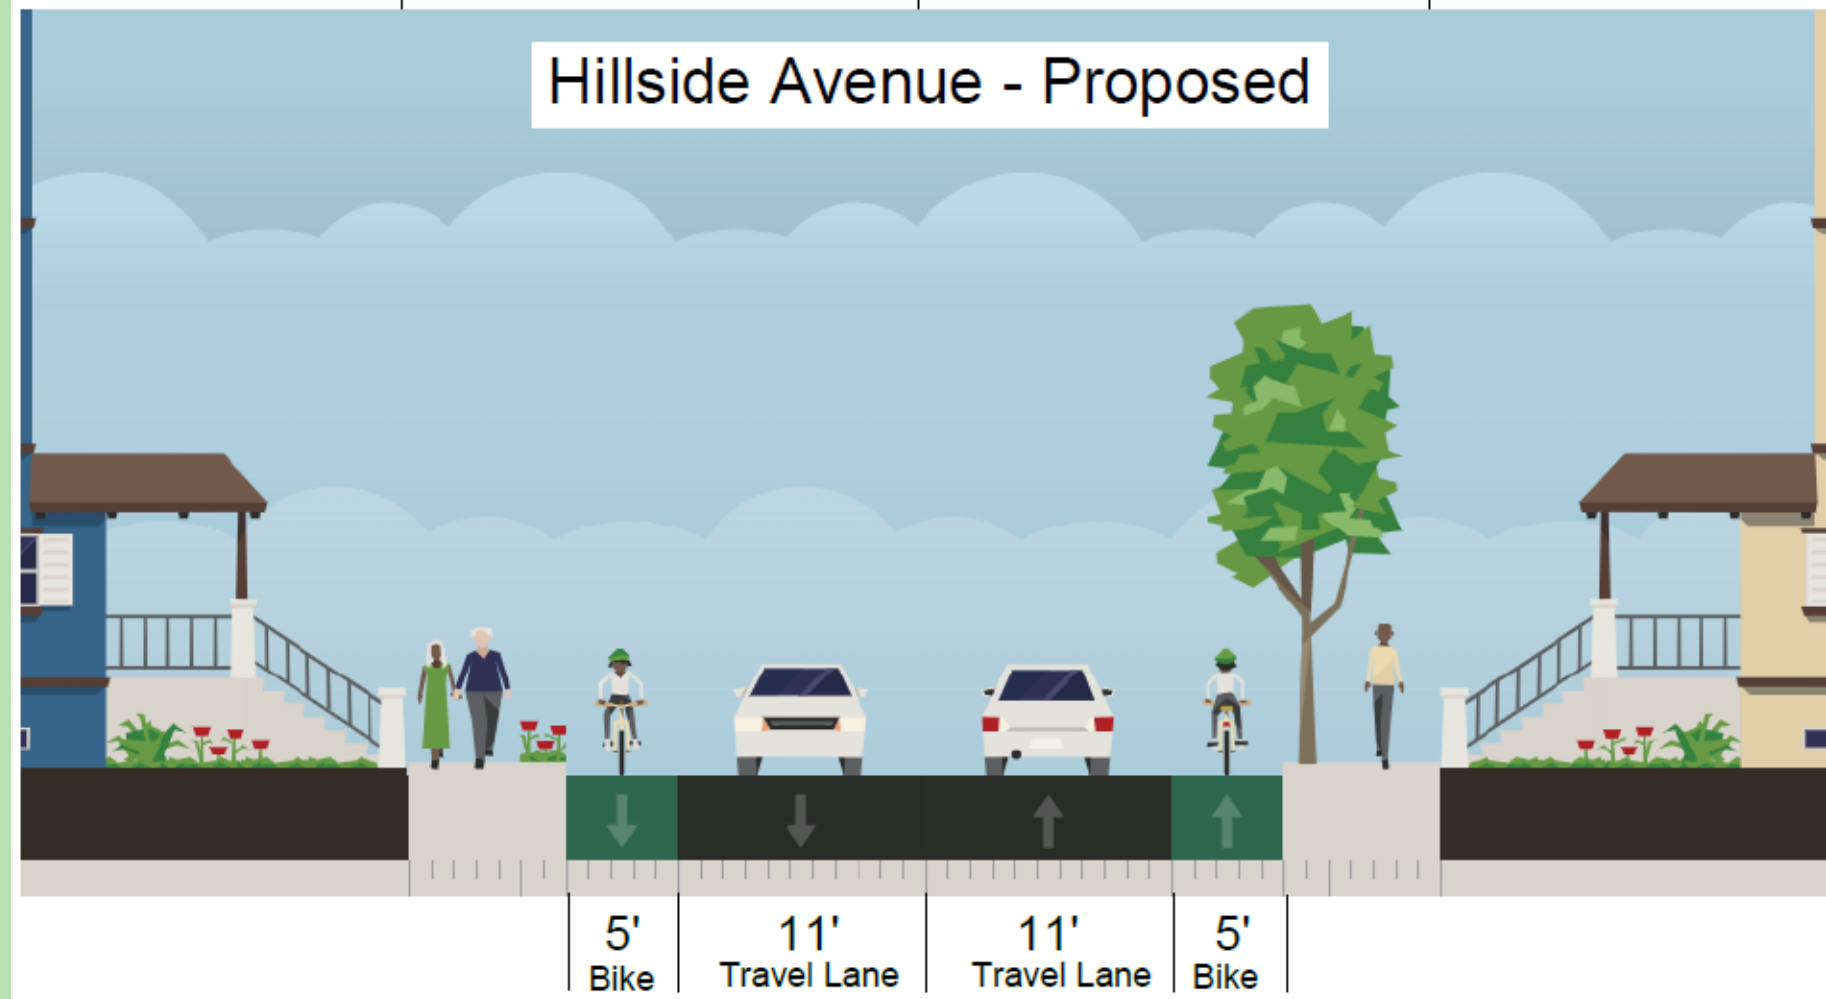 Hillside Avenue - Proposed
5' 11' 11' 5'
Bike Travel Lane Travel Lane Bike